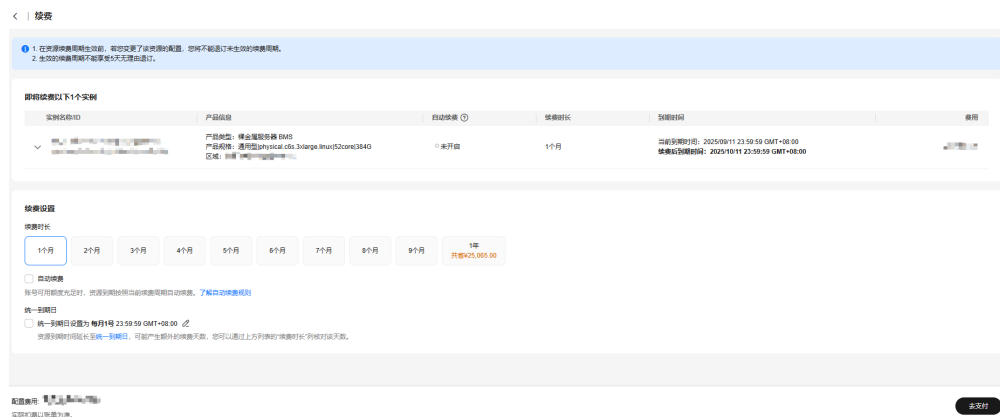 续费
1. 在资源续费周期生效前，若您变更了该资源的配置，您将不能退订未生效的续费周期。
2. 生效的续费周期不能享受5天无理由退订。
即将续费以下1个实例
实例名称/ID 产品信息 自动续费 续费时长 到期时间 费用
产品类型：裸金属服务器 BMS
产品规格：通用型|physical.c6s.3xlarge.linux|52core|384G
区域：
未开启
1个月
当前到期时间：2025/09/11 23:59:59 GMT+08:00
续费后到期时间：2025/10/11 23:59:59 GMT+08:00
续费设置
续费时长
1个月 2个月 3个月 4个月 5个月 6个月 7个月 8个月 9个月 1年
共省¥25,065.00
自动续费
账号可用额度充足时，资源到期按照当前续费周期自动续费。了解自动续费规则
统一到期日
统一到期日设置为 每月1号 23:59:59 GMT+08:00
资源到期时间延长至统一到期日，可能产生额外的续费天数，您可以通过上方列表的“续费时长”列核对该天数。
配置费用：
实际扣费以账单为准。
去支付